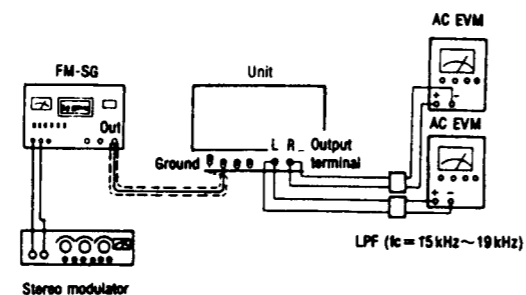 AC EVM
FM-SG
Unit
Out
+ -
AC EVM
L R Output
Ground terminal
+ -
LPF (fc = 15 kHz ~ 19 kHz)
Stereo modulator